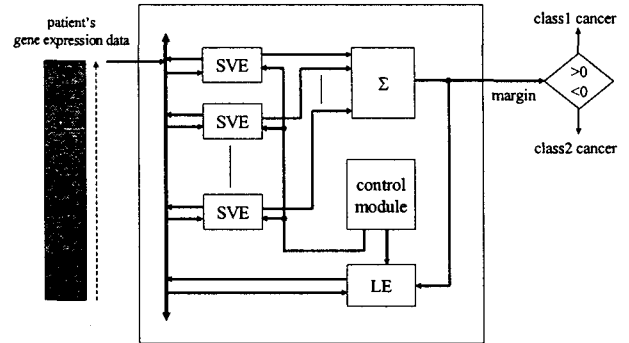 patient's
gene expression data
SVE
SVE
SVE
Σ
control
module
LE
margin
class1 cancer
>0
<0
class2 cancer